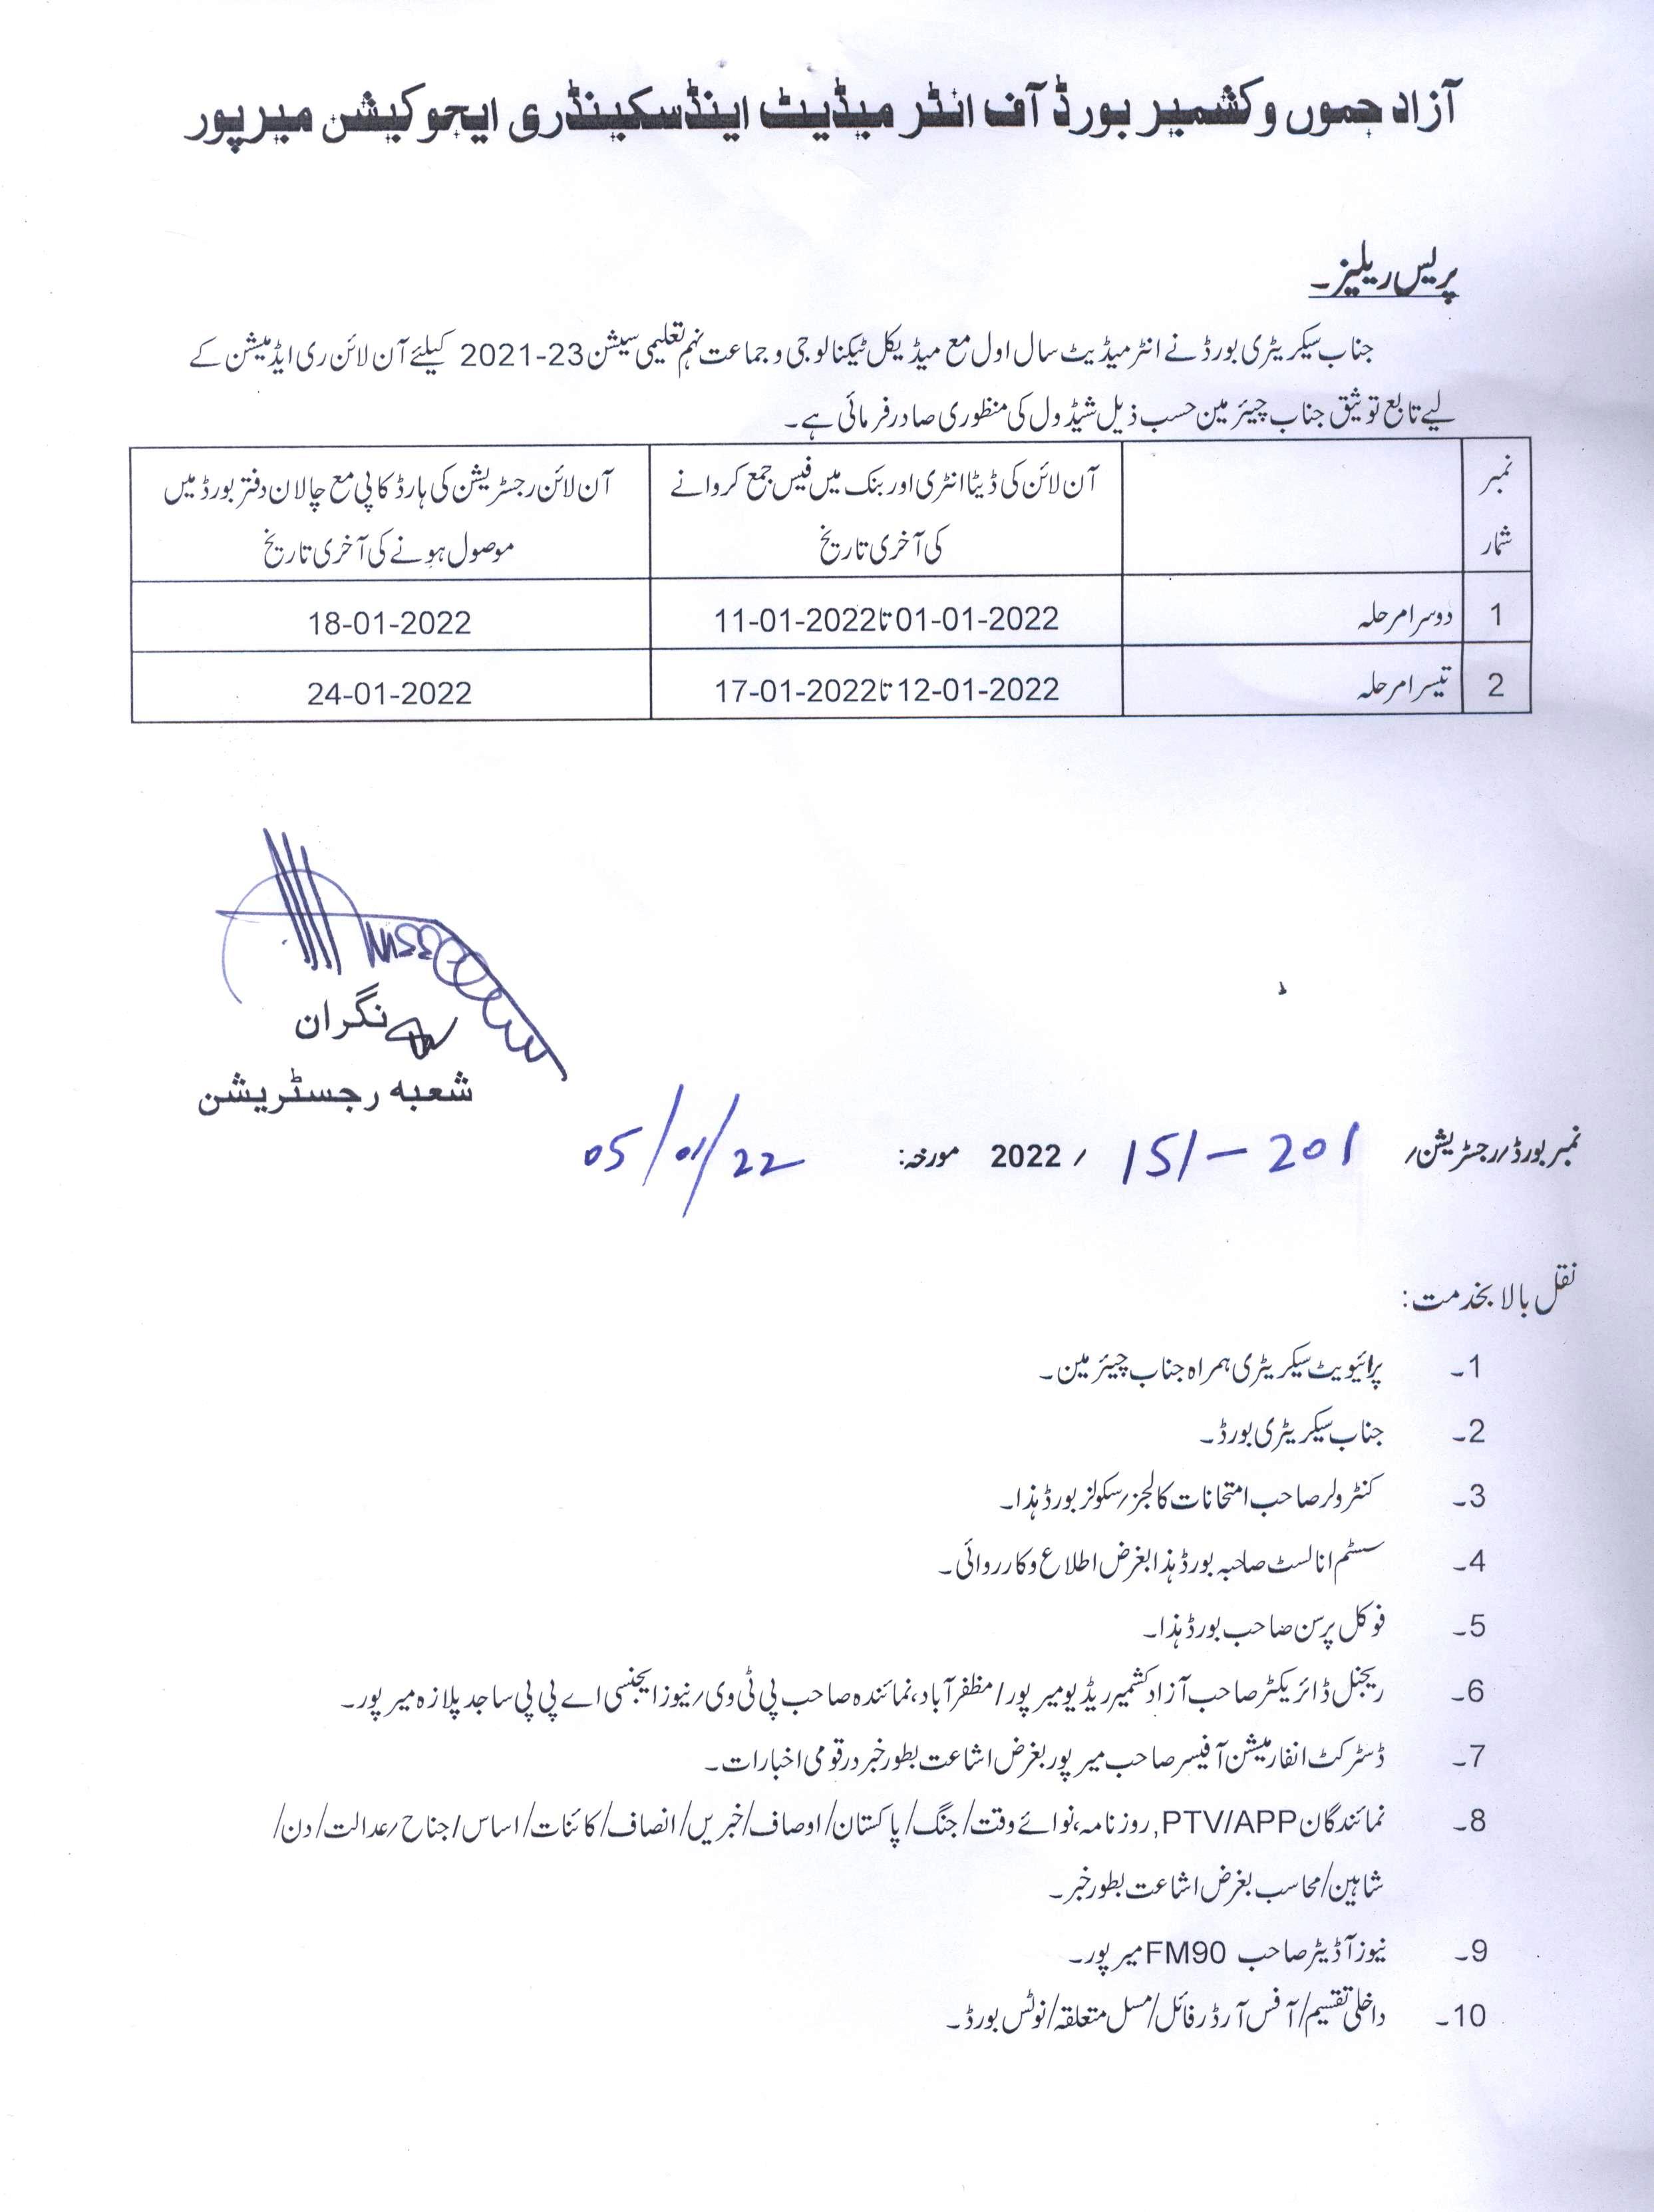 آزاد جموں و کشمیر بورڈ آف انٹر میڈیٹ اینڈ سکینڈری ایجوکیشن میرپور
پریس ریلیز۔
جناب سیکریٹری بورڈ نے انٹر میڈیٹ سال اول مع میڈیکل ٹیکنالوجی و جماعت نہم تعلیمی سیشن 2021-23 کیلئے آن لائن ری ایڈمیشن کے
لیے تابع توثیق جناب چیئرمین حسب ذیل شیڈول کی منظوری صادر فرمائی ہے۔
نمبر شمار | | آن لائن کی ڈیٹا انٹری اور بنک میں فیس جمع کروانے کی آخری تاریخ | آن لائن رجسٹریشن کی ہارڈ کاپی مع چالان دفتر بورڈ میں موصول ہونے کی آخری تاریخ
1 | دوسرا مرحلہ | 01-01-2022 تا 11-01-2022 | 18-01-2022
2 | تیسرا مرحلہ | 12-01-2022 تا 17-01-2022 | 24-01-2022
نگران
شعبہ رجسٹریشن
نمبر بورڈ/رجسٹریشن/ 151-201 / 2022 مورخہ: 05/01/22
نقل بالا بخدمت:
1۔ پرائیویٹ سیکریٹری ہمراہ جناب چیئرمین۔
2۔ جناب سیکریٹری بورڈ۔
3۔ کنٹرولر صاحب امتحانات کالجز/سکولز بورڈ ہذا۔
4۔ سسٹم انالسٹ صاحبہ بورڈ ہذا بغرض اطلاع و کارروائی۔
5۔ فوکل پرسن صاحب بورڈ ہذا۔
6۔ ریجنل ڈائریکٹر صاحب آزاد کشمیر ریڈیو میرپور/مظفرآباد، نمائندہ صاحب پی ٹی وی/نیوز ایجنسی اے پی پی ساجد پلازہ میرپور۔
7۔ ڈسٹرکٹ انفارمیشن آفیسر صاحب میرپور بغرض اشاعت بطور خبر در قومی اخبارات۔
8۔ نمائندگان PTV/APP, روزنامہ، نوائے وقت/جنگ/پاکستان/اوصاف/خبریں/انصاف/کائنات/اساس/جناح/عدالت/دن/
شاہین/محاسب بغرض اشاعت بطور خبر۔
9۔ نیوز آڈیٹر صاحب FM90 میرپور۔
10۔ داخلی تقسیم/آفس آرڈر فائل/مسل متعلقہ/نوٹس بورڈ۔